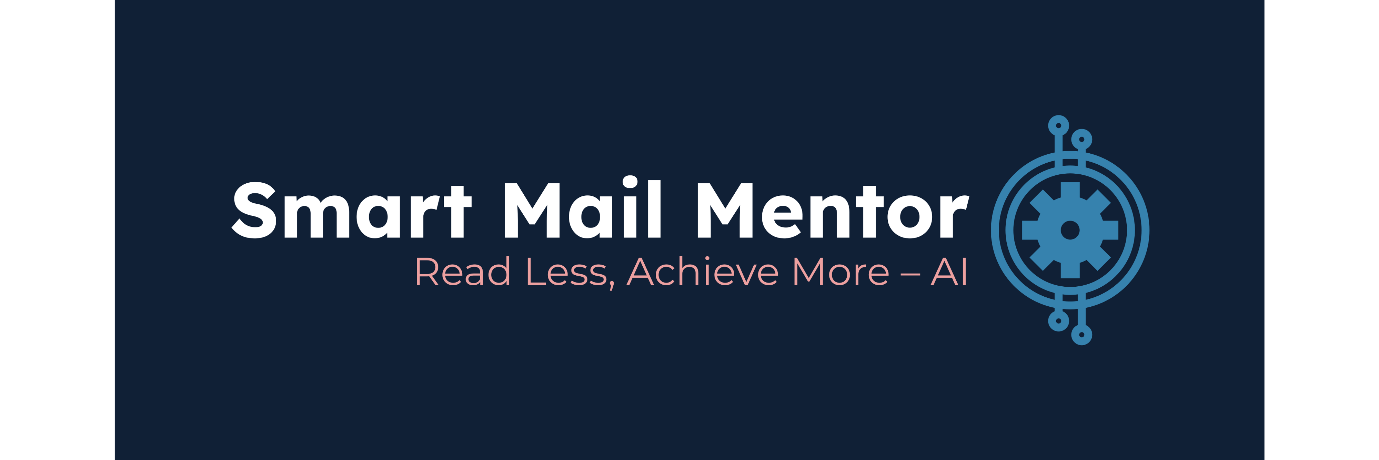 Smart Mail Mentor
Read Less, Achieve More – AI